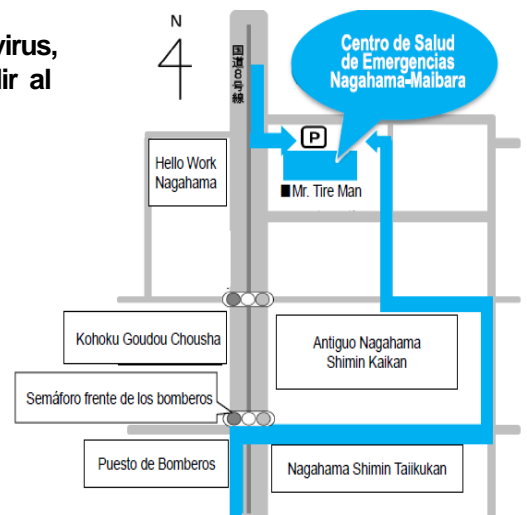 virus,
dir al
N
国道8号線
Centro de Salud
de Emergencias
Nagahama-Maibara
P
Hello Work
Nagahama
■Mr. Tire Man
Kohoku Goudou Chousha
Antiguo Nagahama
Shimin Kaikan
Semáforo frente de los bomberos
Puesto de Bomberos
Nagahama Shimin Taiikukan